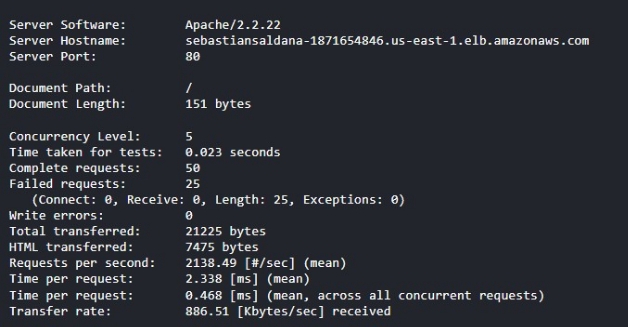 Server Software: Apache/2.2.22
Server Hostname: sebastiansaldana-1871654846.us-east-1.elb.amazonaws.com
Server Port: 80
Document Path: /
Document Length: 151 bytes
Concurrency Level: 5
Time taken for tests: 0.023 seconds
Complete requests: 50
Failed requests: 25
(Connect: 0, Receive: 0, Length: 25, Exceptions: 0)
Write errors: 0
Total transferred: 21225 bytes
HTML transferred: 7475 bytes
Requests per second: 2138.49 [#/sec] (mean)
Time per request: 2.338 [ms] (mean)
Time per request: 0.468 [ms] (mean, across all concurrent requests)
Transfer rate: 886.51 [Kbytes/sec] received